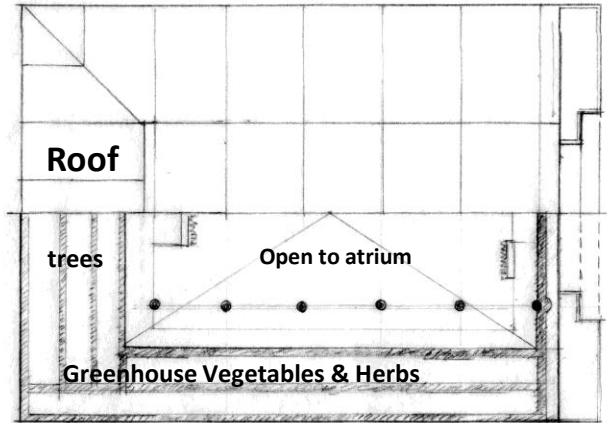 Roof
trees
Open to atrium
Greenhouse Vegetables & Herbs